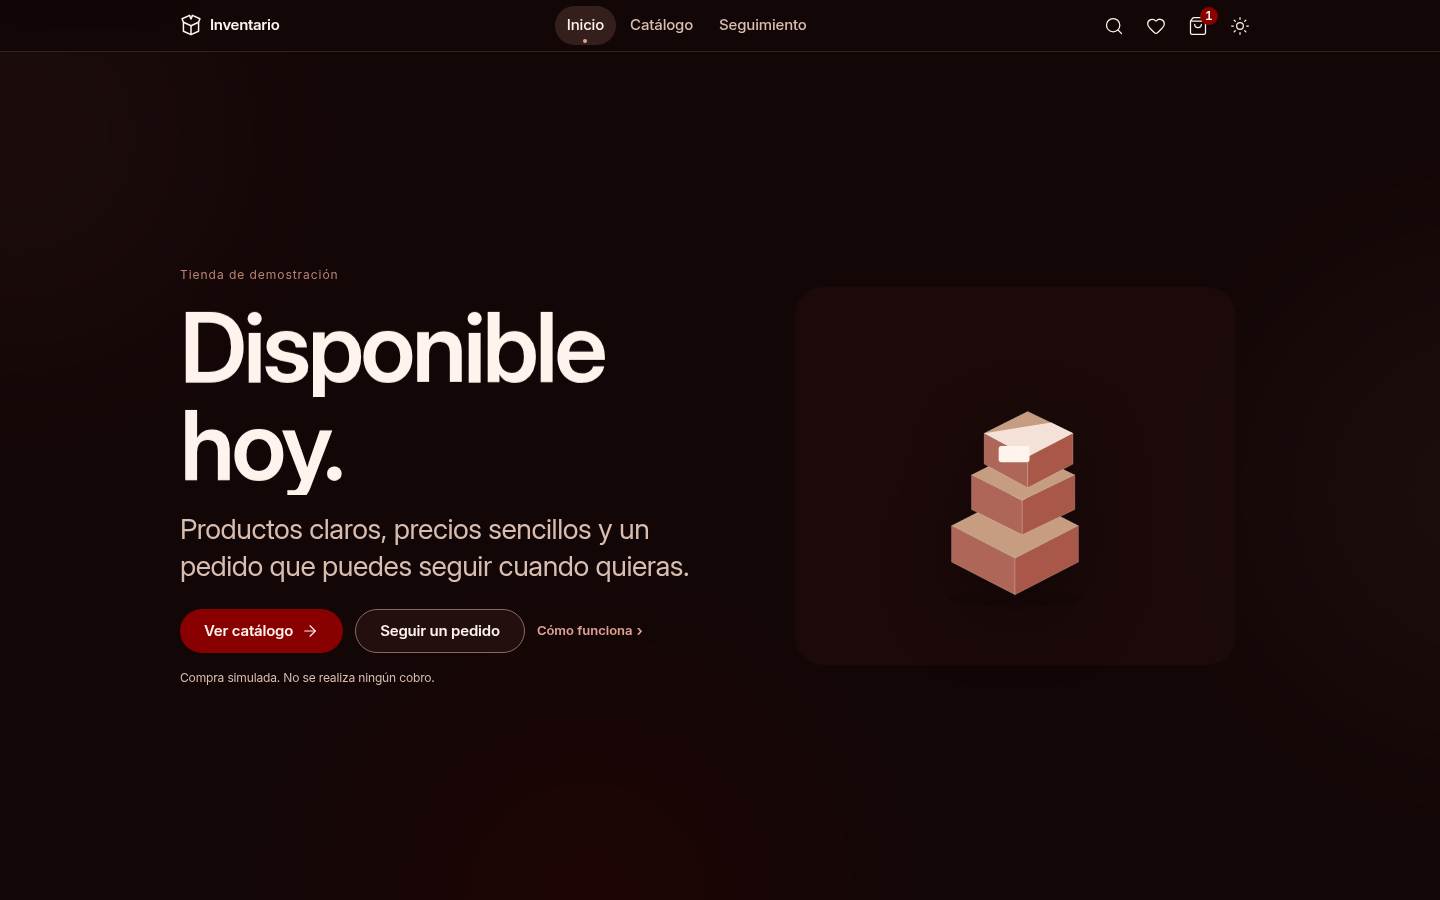 Inventario
Inicio
Catálogo
Seguimiento
1
Tienda de demostración
Disponible
hoy.
Productos claros, precios sencillos y un
pedido que puedes seguir cuando quieras.
Ver catálogo
Seguir un pedido
Cómo funciona ›
Compra simulada. No se realiza ningún cobro.